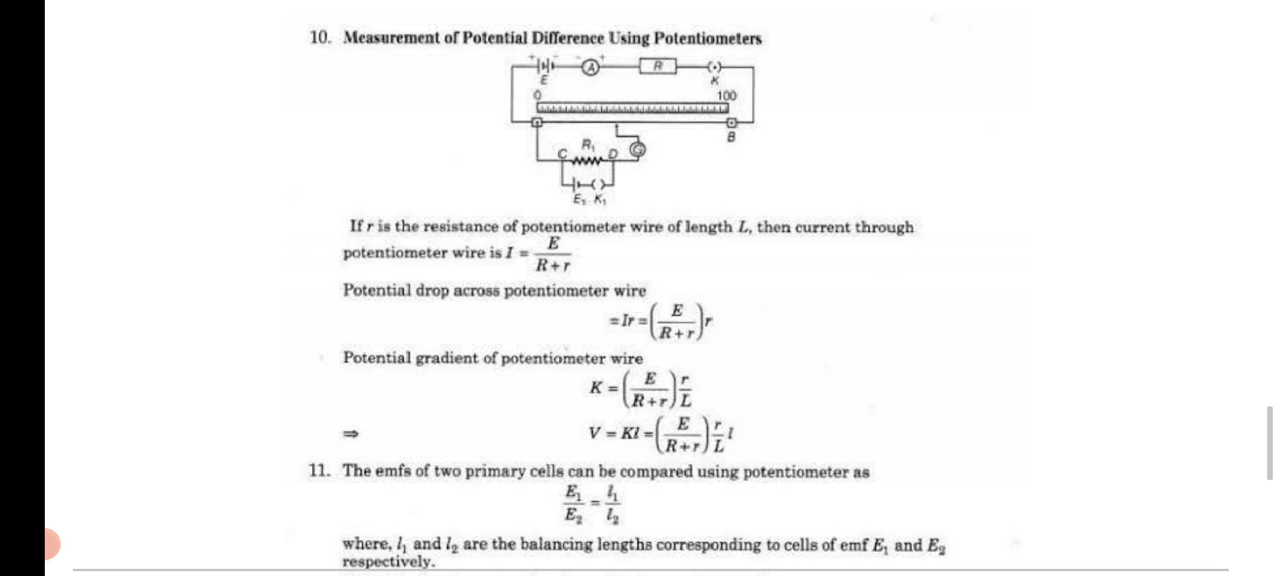 10. Measurement of Potential Difference Using Potentiometers
+ - - +
E A R (•) K
0 100
B
R₁
C D G
E₁ K₁
If r is the resistance of potentiometer wire of length L, then current through
potentiometer wire is I = E/(R+r)
Potential drop across potentiometer wire
= Ir = (E/(R+r)) r
Potential gradient of potentiometer wire
K = (E/(R+r)) r/L
⇒ V = Kl = (E/(R+r)) r/L l
11. The emfs of two primary cells can be compared using potentiometer as
E₁/E₂ = l₁/l₂
where, l₁ and l₂ are the balancing lengths corresponding to cells of emf E₁ and E₂
respectively.